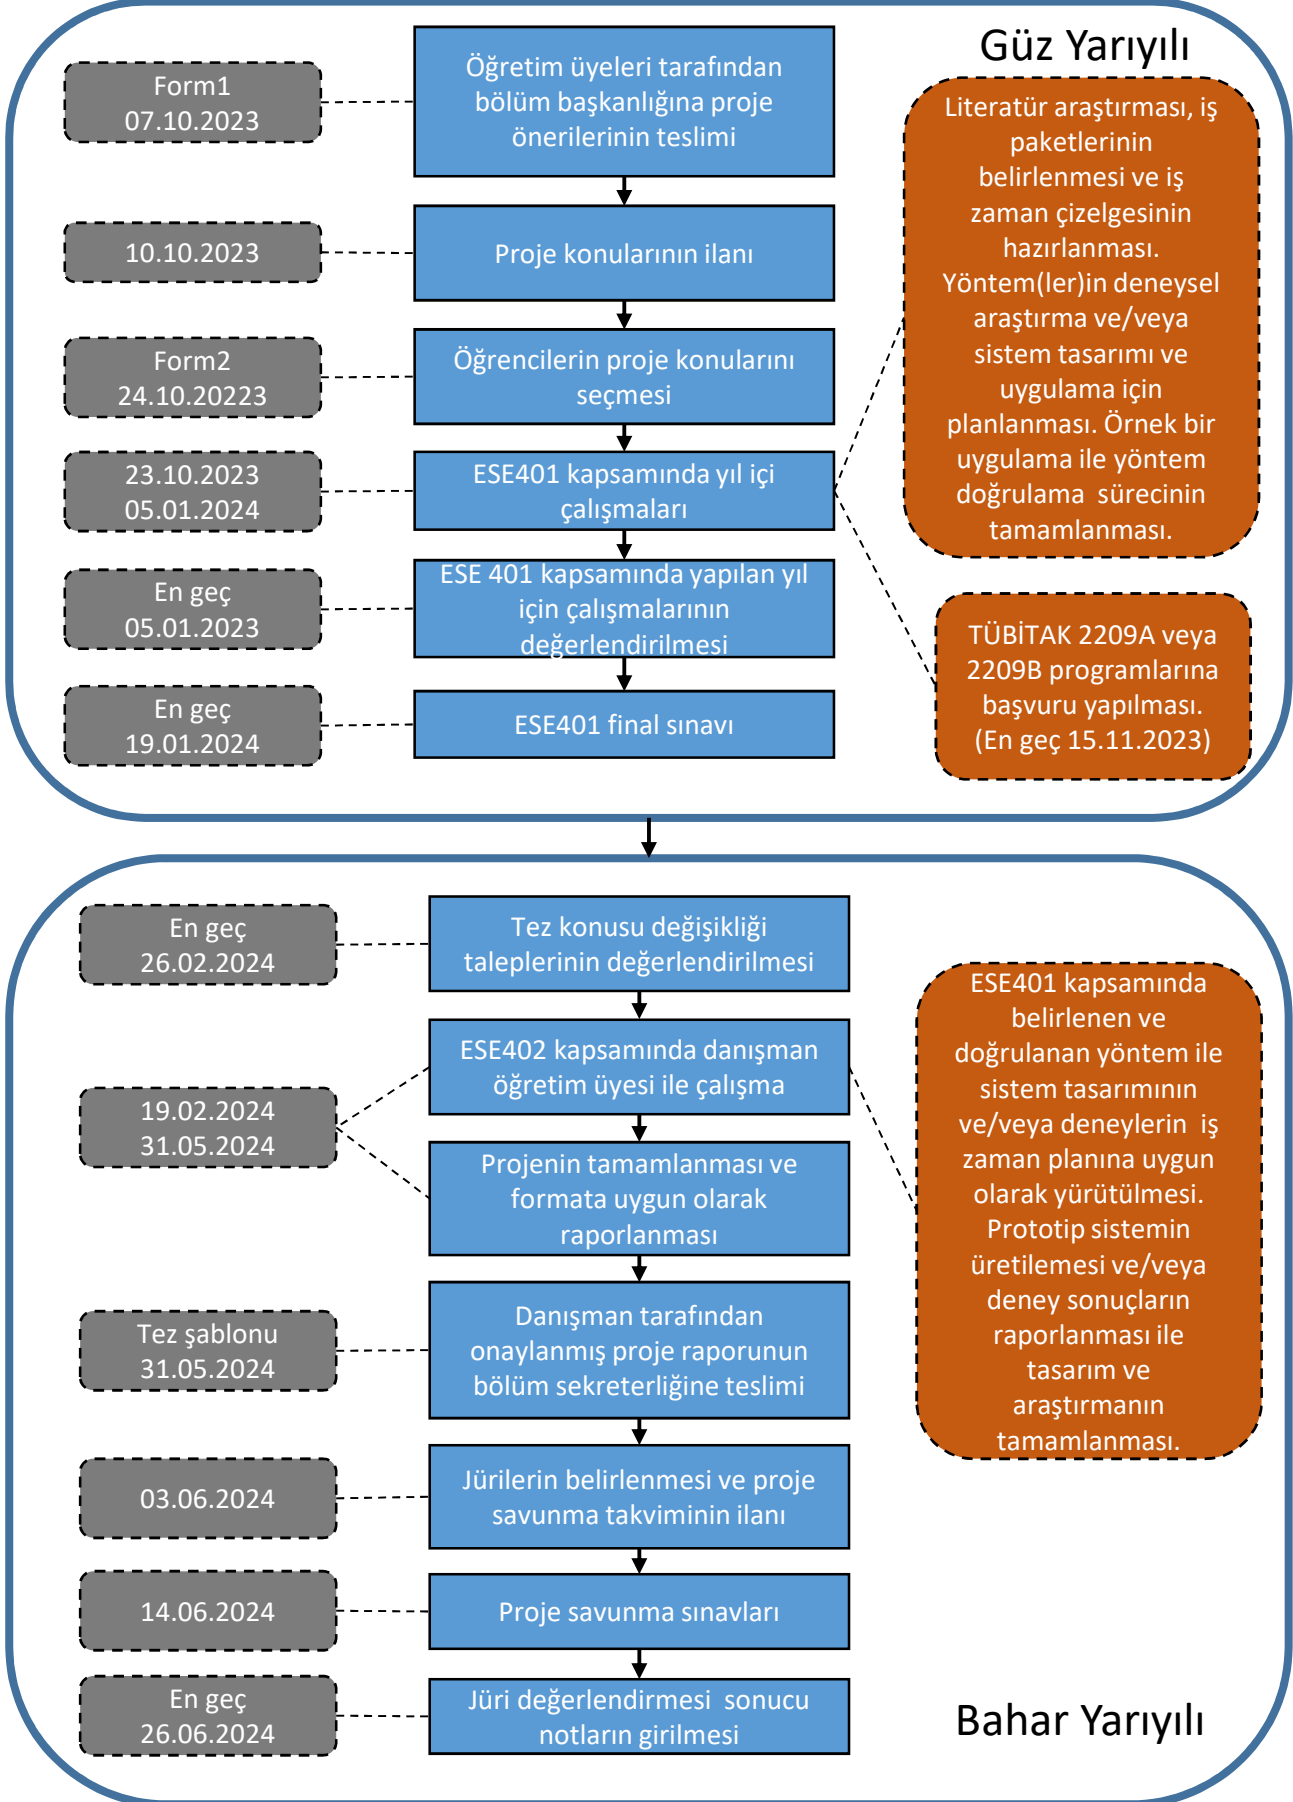 Güz Yarıyılı
Form1
07.10.2023
Öğretim üyeleri tarafından
bölüm başkanlığına proje
önerilerinin teslimi
10.10.2023
Proje konularının ilanı
Form2
24.10.20223
Öğrencilerin proje konularını
seçmesi
23.10.2023
05.01.2024
ESE401 kapsamında yıl içi
çalışmaları
En geç
05.01.2023
ESE 401 kapsamında yapılan yıl
için çalışmalarının
değerlendirilmesi
En geç
19.01.2024
ESE401 final sınavı
Literatür araştırması, iş
paketlerinin
belirlenmesi ve iş
zaman çizelgesinin
hazırlanması.
Yöntem(ler)in deneysel
araştırma ve/veya
sistem tasarımı ve
uygulama için
planlanması. Örnek bir
uygulama ile yöntem
doğrulama sürecinin
tamamlanması.
TÜBİTAK 2209A veya
2209B programlarına
başvuru yapılması.
(En geç 15.11.2023)
En geç
26.02.2024
Tez konusu değişikliği
taleplerinin değerlendirilmesi
19.02.2024
31.05.2024
ESE402 kapsamında danışman
öğretim üyesi ile çalışma
Projenin tamamlanması ve
formata uygun olarak
raporlanması
Tez şablonu
31.05.2024
Danışman tarafından
onaylanmış proje raporunun
bölüm sekreterliğine teslimi
03.06.2024
Jürilerin belirlenmesi ve proje
savunma takviminin ilanı
14.06.2024
Proje savunma sınavları
En geç
26.06.2024
Jüri değerlendirmesi sonucu
notların girilmesi
ESE401 kapsamında
belirlenen ve
doğrulanan yöntem ile
sistem tasarımının
ve/veya deneylerin iş
zaman planına uygun
olarak yürütülmesi.
Prototip sistemin
üretilemesi ve/veya
deney sonuçların
raporlanması ile
tasarım ve
araştırmanın
tamamlanması.
Bahar Yarıyılı